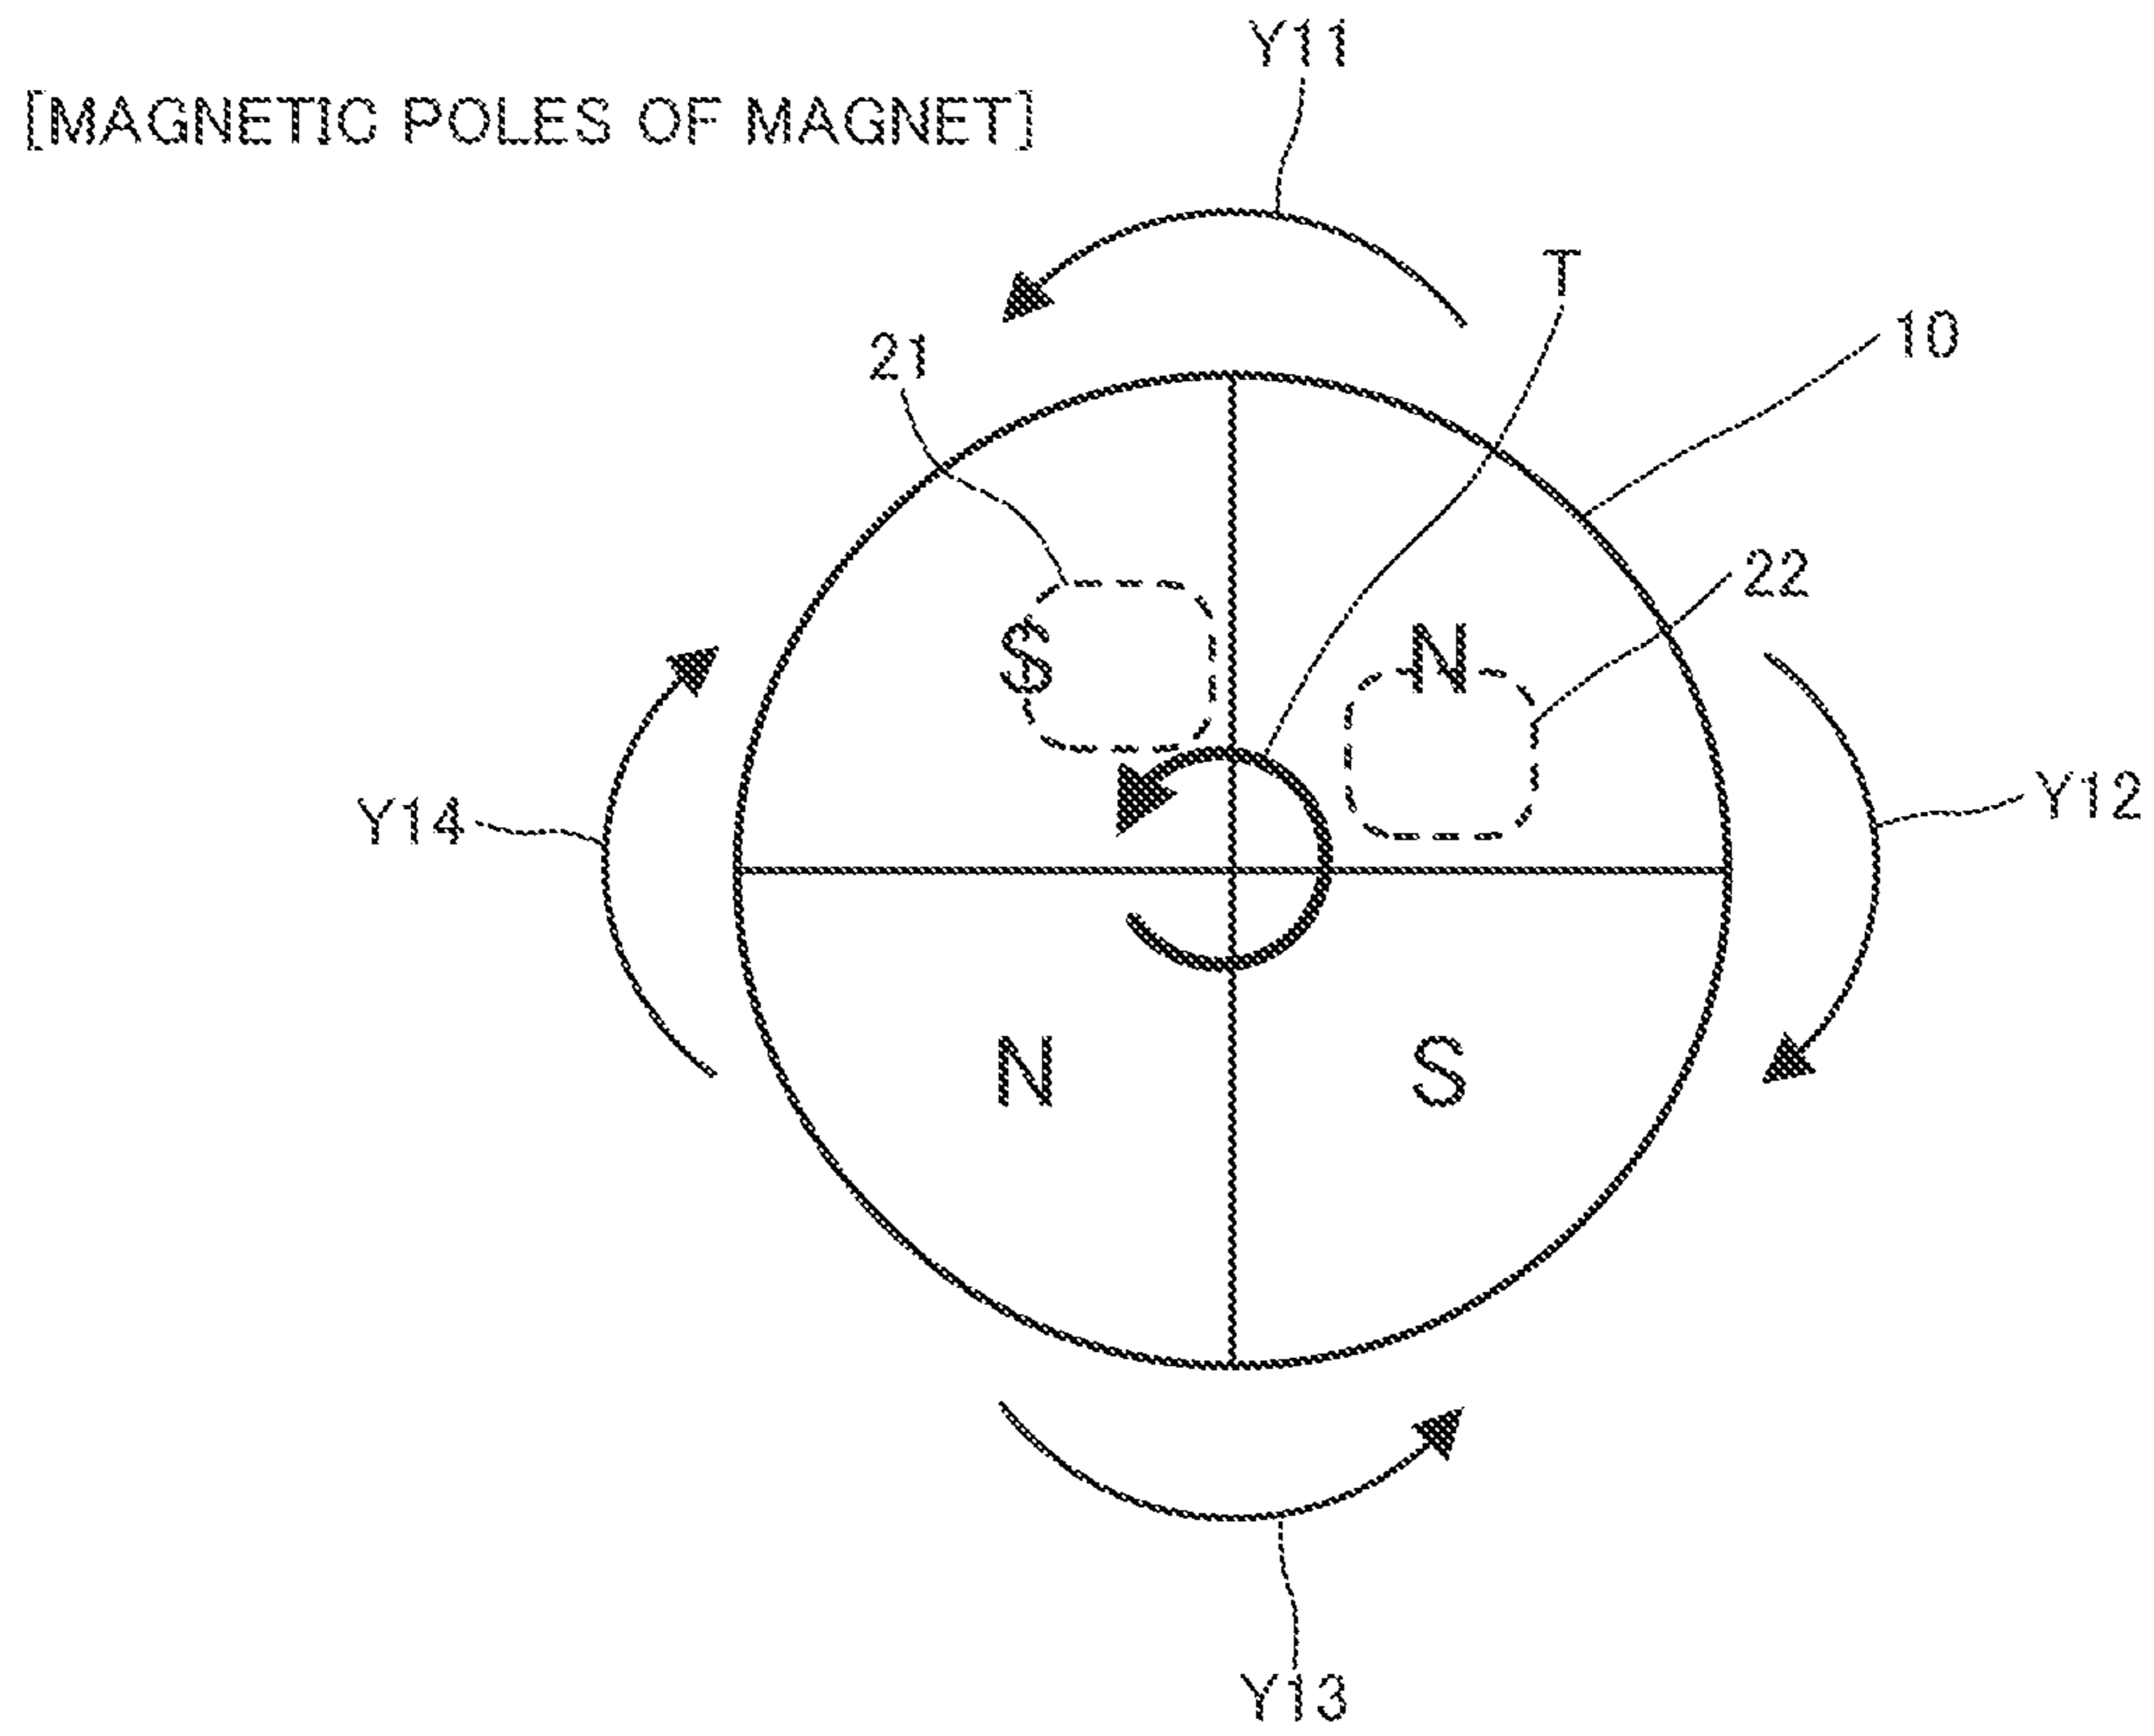 Y11
[MAGNETIC POLES OF MAGNET]
T
10
21
22
S
N
Y14
Y12
N
S
Y13